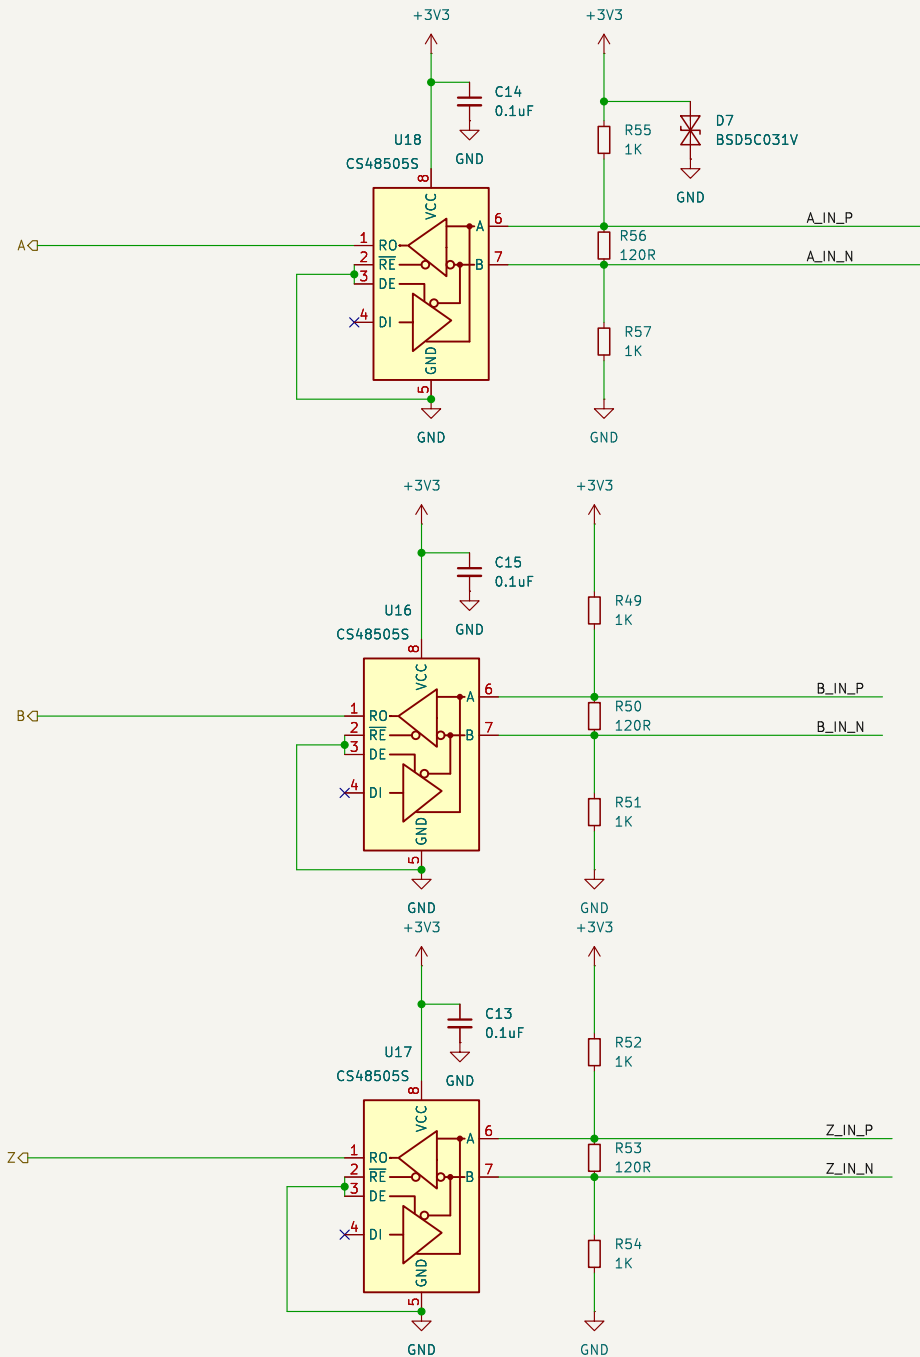 +3V3
+3V3
C14
0.1uF
GND
D7
BSD5C031V
GND
R55
1K
U18
CS48505S
8
VCC
A
1
RO
2
RE
3
DE
4
DI
A
6
B
7
GND
5
GND
A_IN_P
R56
120R
A_IN_N
R57
1K
GND
+3V3
+3V3
C15
0.1uF
GND
R49
1K
U16
CS48505S
8
VCC
B
1
RO
2
RE
3
DE
4
DI
A
6
B
7
GND
5
GND
B_IN_P
R50
120R
B_IN_N
R51
1K
GND
+3V3
+3V3
C13
0.1uF
GND
R52
1K
U17
CS48505S
8
VCC
Z
1
RO
2
RE
3
DE
4
DI
A
6
B
7
GND
5
GND
Z_IN_P
R53
120R
Z_IN_N
R54
1K
GND